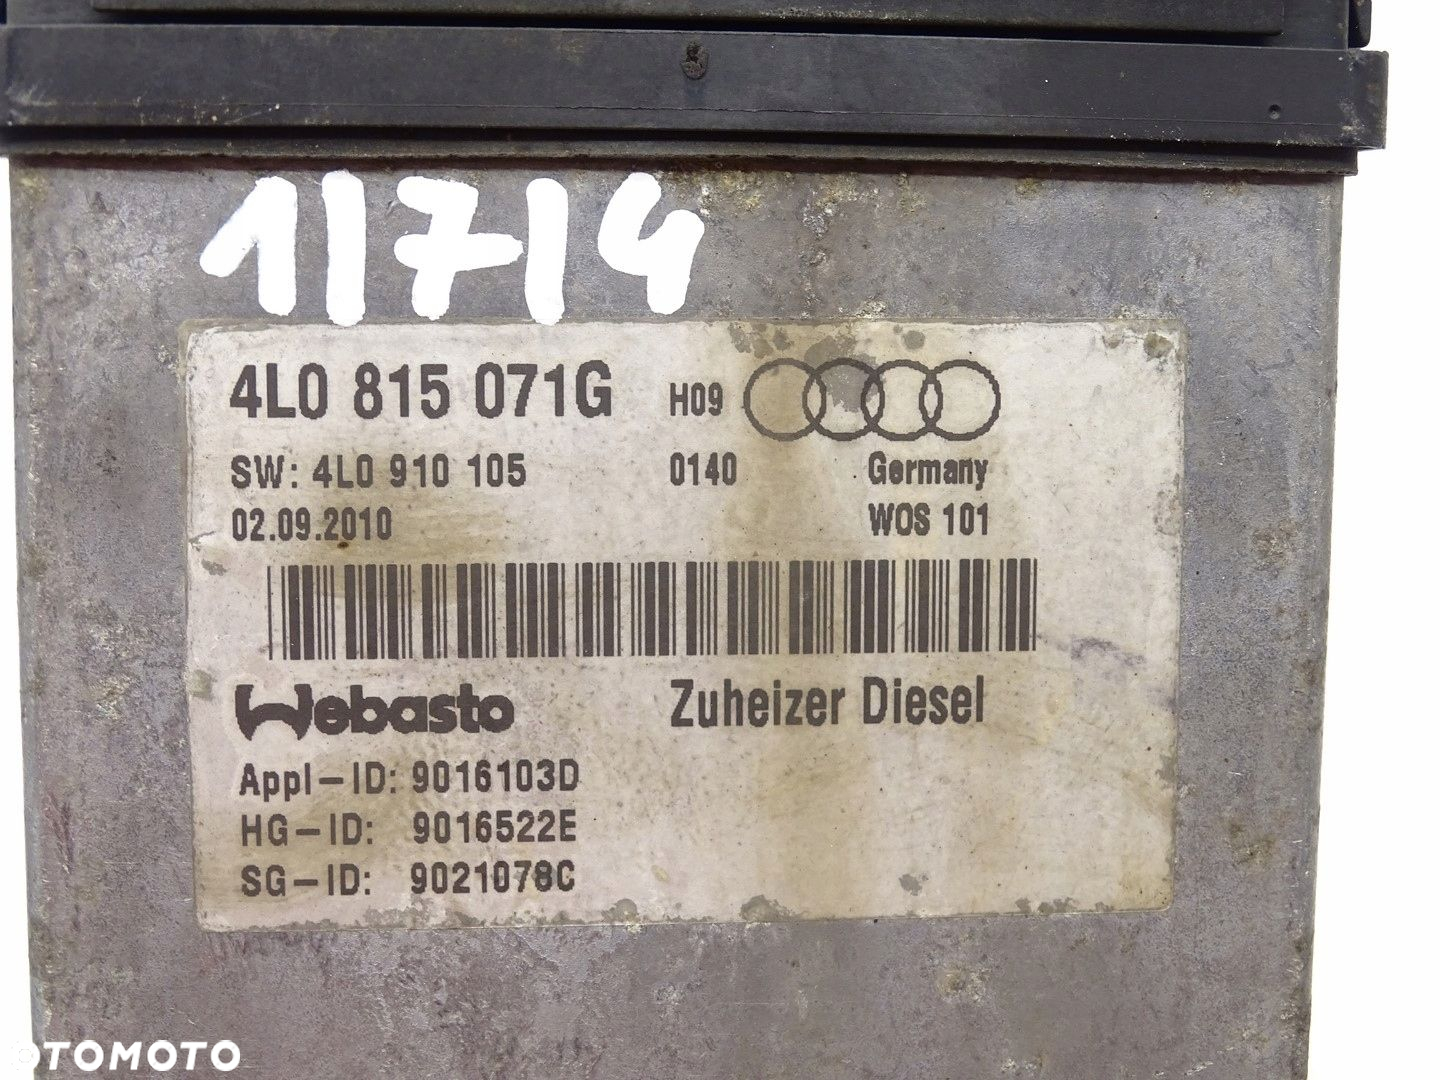 11714
4L0 815 071G H09
SW: 4L0 910 105 0140 Germany
02.09.2010 WOS 101
Webasto Zuheizer Diesel
Appl-ID: 9016103D
HG-ID: 9016522E
SG-ID: 9021078C
OTOMOTO